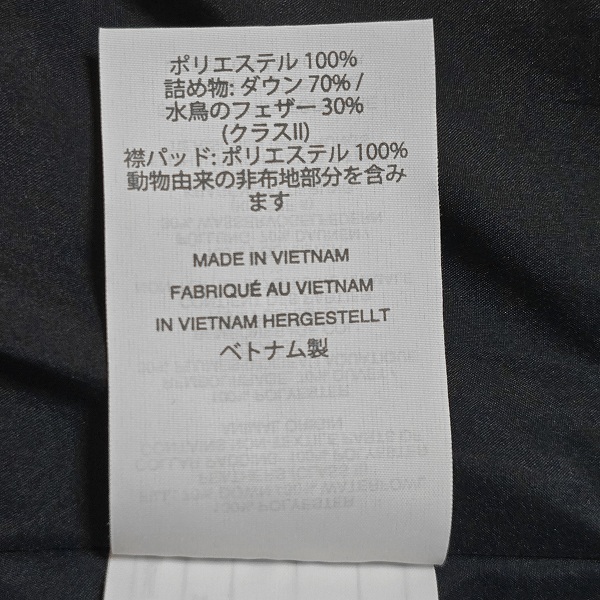 ポリエステル 100%
詰め物: ダウン 70% /
水鳥のフェザー 30%
(クラスII)
襟パッド: ポリエステル 100%
動物由来の非布地部分を含み
ます
MADE IN VIETNAM
FABRIQUÉ AU VIETNAM
IN VIETNAM HERGESTELLT
ベトナム製